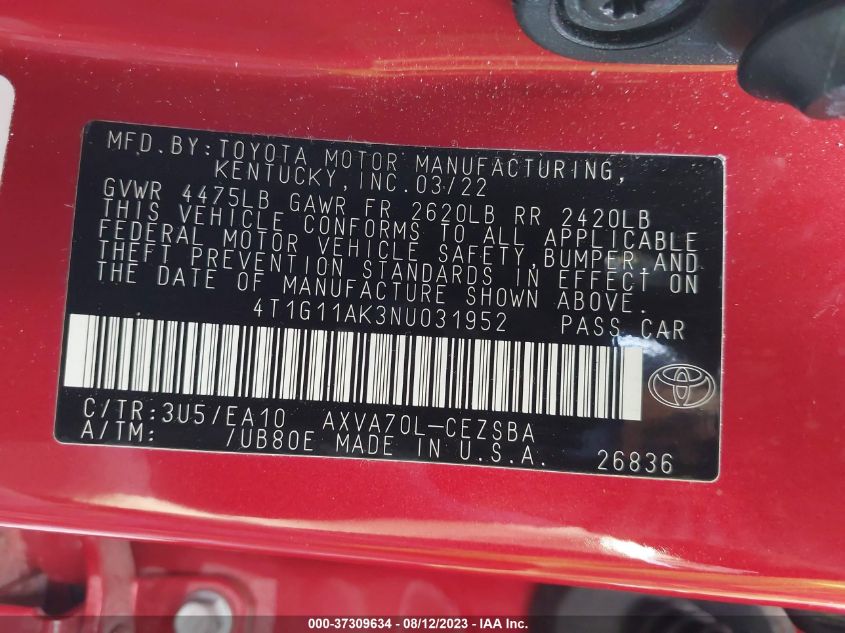 MFD.BY:TOYOTA MOTOR MANUFACTURING,
KENTUCKY,INC.03/22
GVWR 4475LB GAWR FR 2620LB RR 2420LB
THIS VEHICLE CONFORMS TO ALL APPLICABLE
FEDERAL MOTOR VEHICLE SAFETY,BUMPER,AND
THEFT PREVENTION STANDARDS IN EFFECT ON
THE DATE OF MANUFACTURE SHOWN ABOVE.
4T1G11AK3NU031952 PASS CAR
C/TR:3U5/EA10 AXVA70L-CEZSBA
A/TM: /UB80E MADE IN U.S.A. 26836
000-37309634 - 08/12/2023 - IAA Inc.